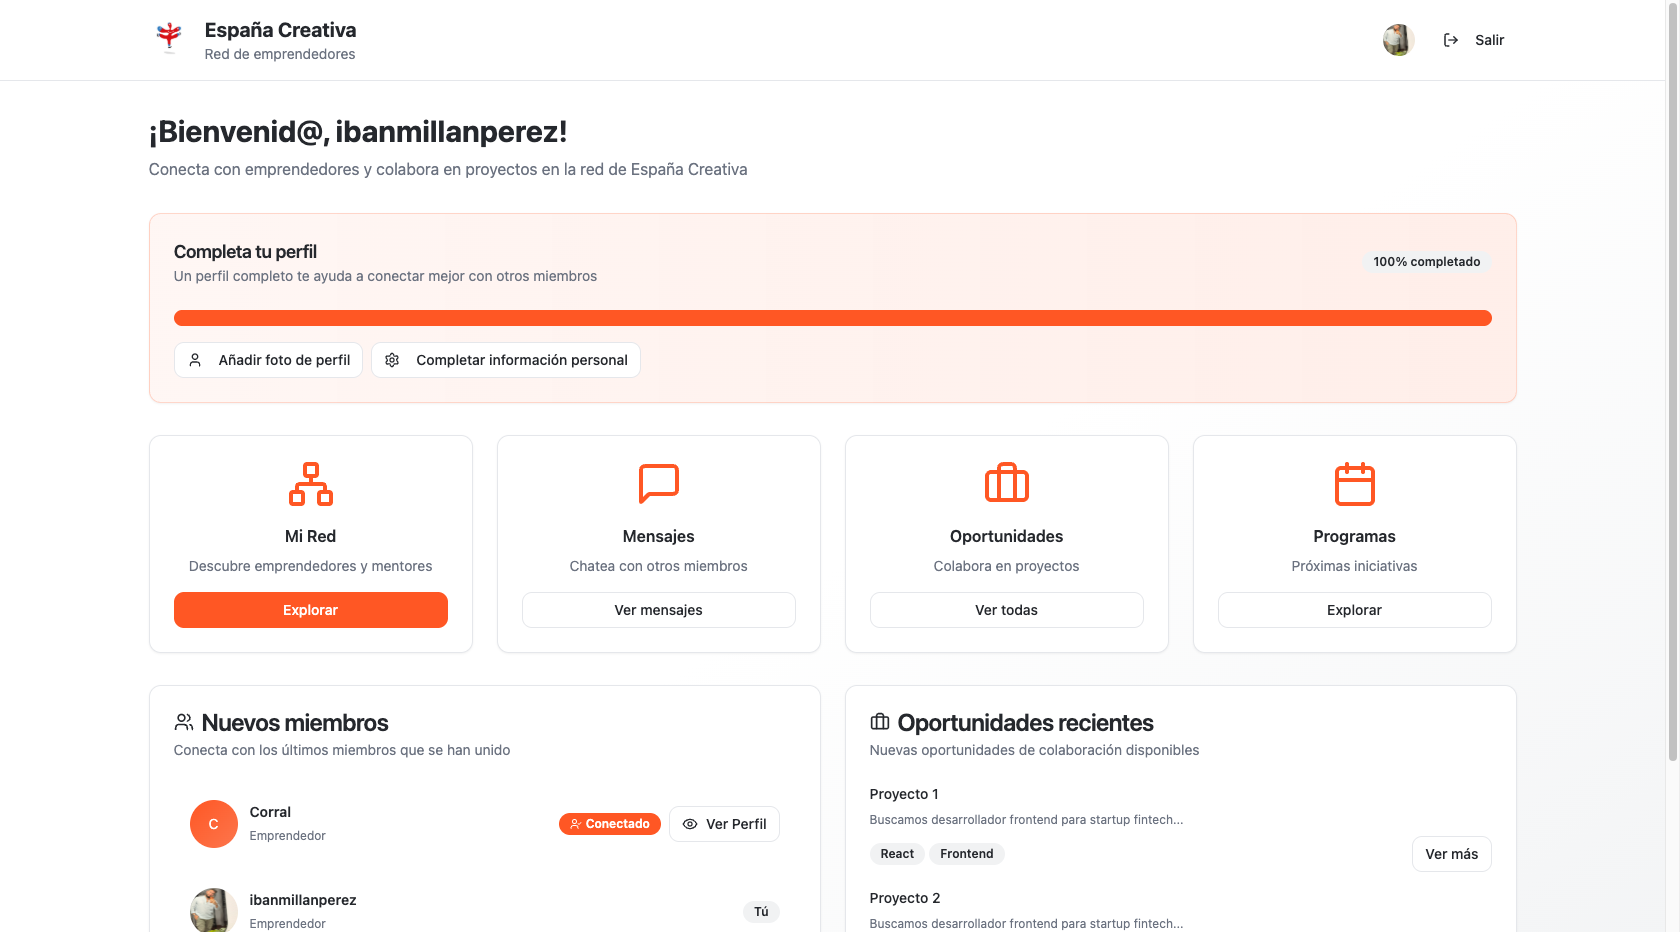 España Creativa
Red de emprendedores
Salir
¡Bienvenid@, ibanmillanperez!
Conecta con emprendedores y colabora en proyectos en la red de España Creativa
Completa tu perfil
Un perfil completo te ayuda a conectar mejor con otros miembros
100% completado
Añadir foto de perfil
Completar información personal
Mi Red
Descubre emprendedores y mentores
Explorar
Mensajes
Chatea con otros miembros
Ver mensajes
Oportunidades
Colabora en proyectos
Ver todas
Programas
Próximas iniciativas
Explorar
Nuevos miembros
Conecta con los últimos miembros que se han unido
C
Corral
Emprendedor
Conectado
Ver Perfil
ibanmillanperez
Emprendedor
Tú
Oportunidades recientes
Nuevas oportunidades de colaboración disponibles
Proyecto 1
Buscamos desarrollador frontend para startup fintech...
React
Frontend
Ver más
Proyecto 2
Buscamos desarrollador frontend para startup fintech...